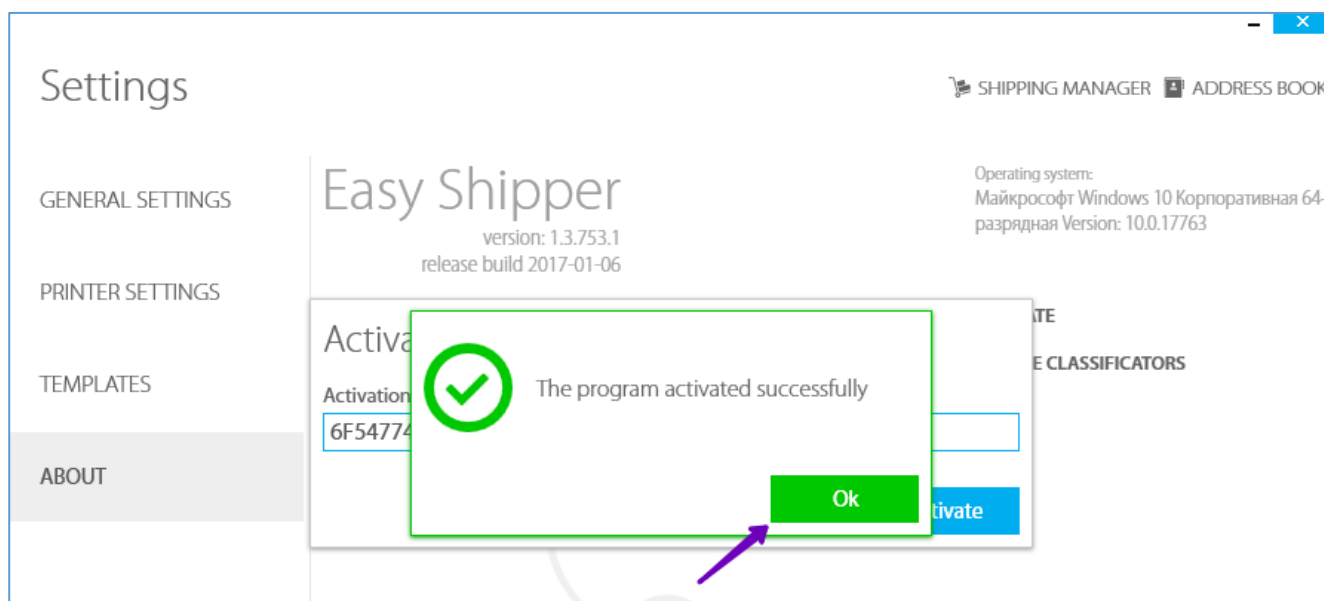 Settings
SHIPPING MANAGER ADDRESS BOOK
GENERAL SETTINGS
PRINTER SETTINGS
TEMPLATES
ABOUT
Easy Shipper
version: 1.3.753.1
release build 2017-01-06
Operating system:
Майкрософт Windows 10 Корпоративная 64-
разрядная Version: 10.0.17763
Activa
Activation
6F54774
The program activated successfully
Ok
tivate
ATE
E CLASSIFICATORS